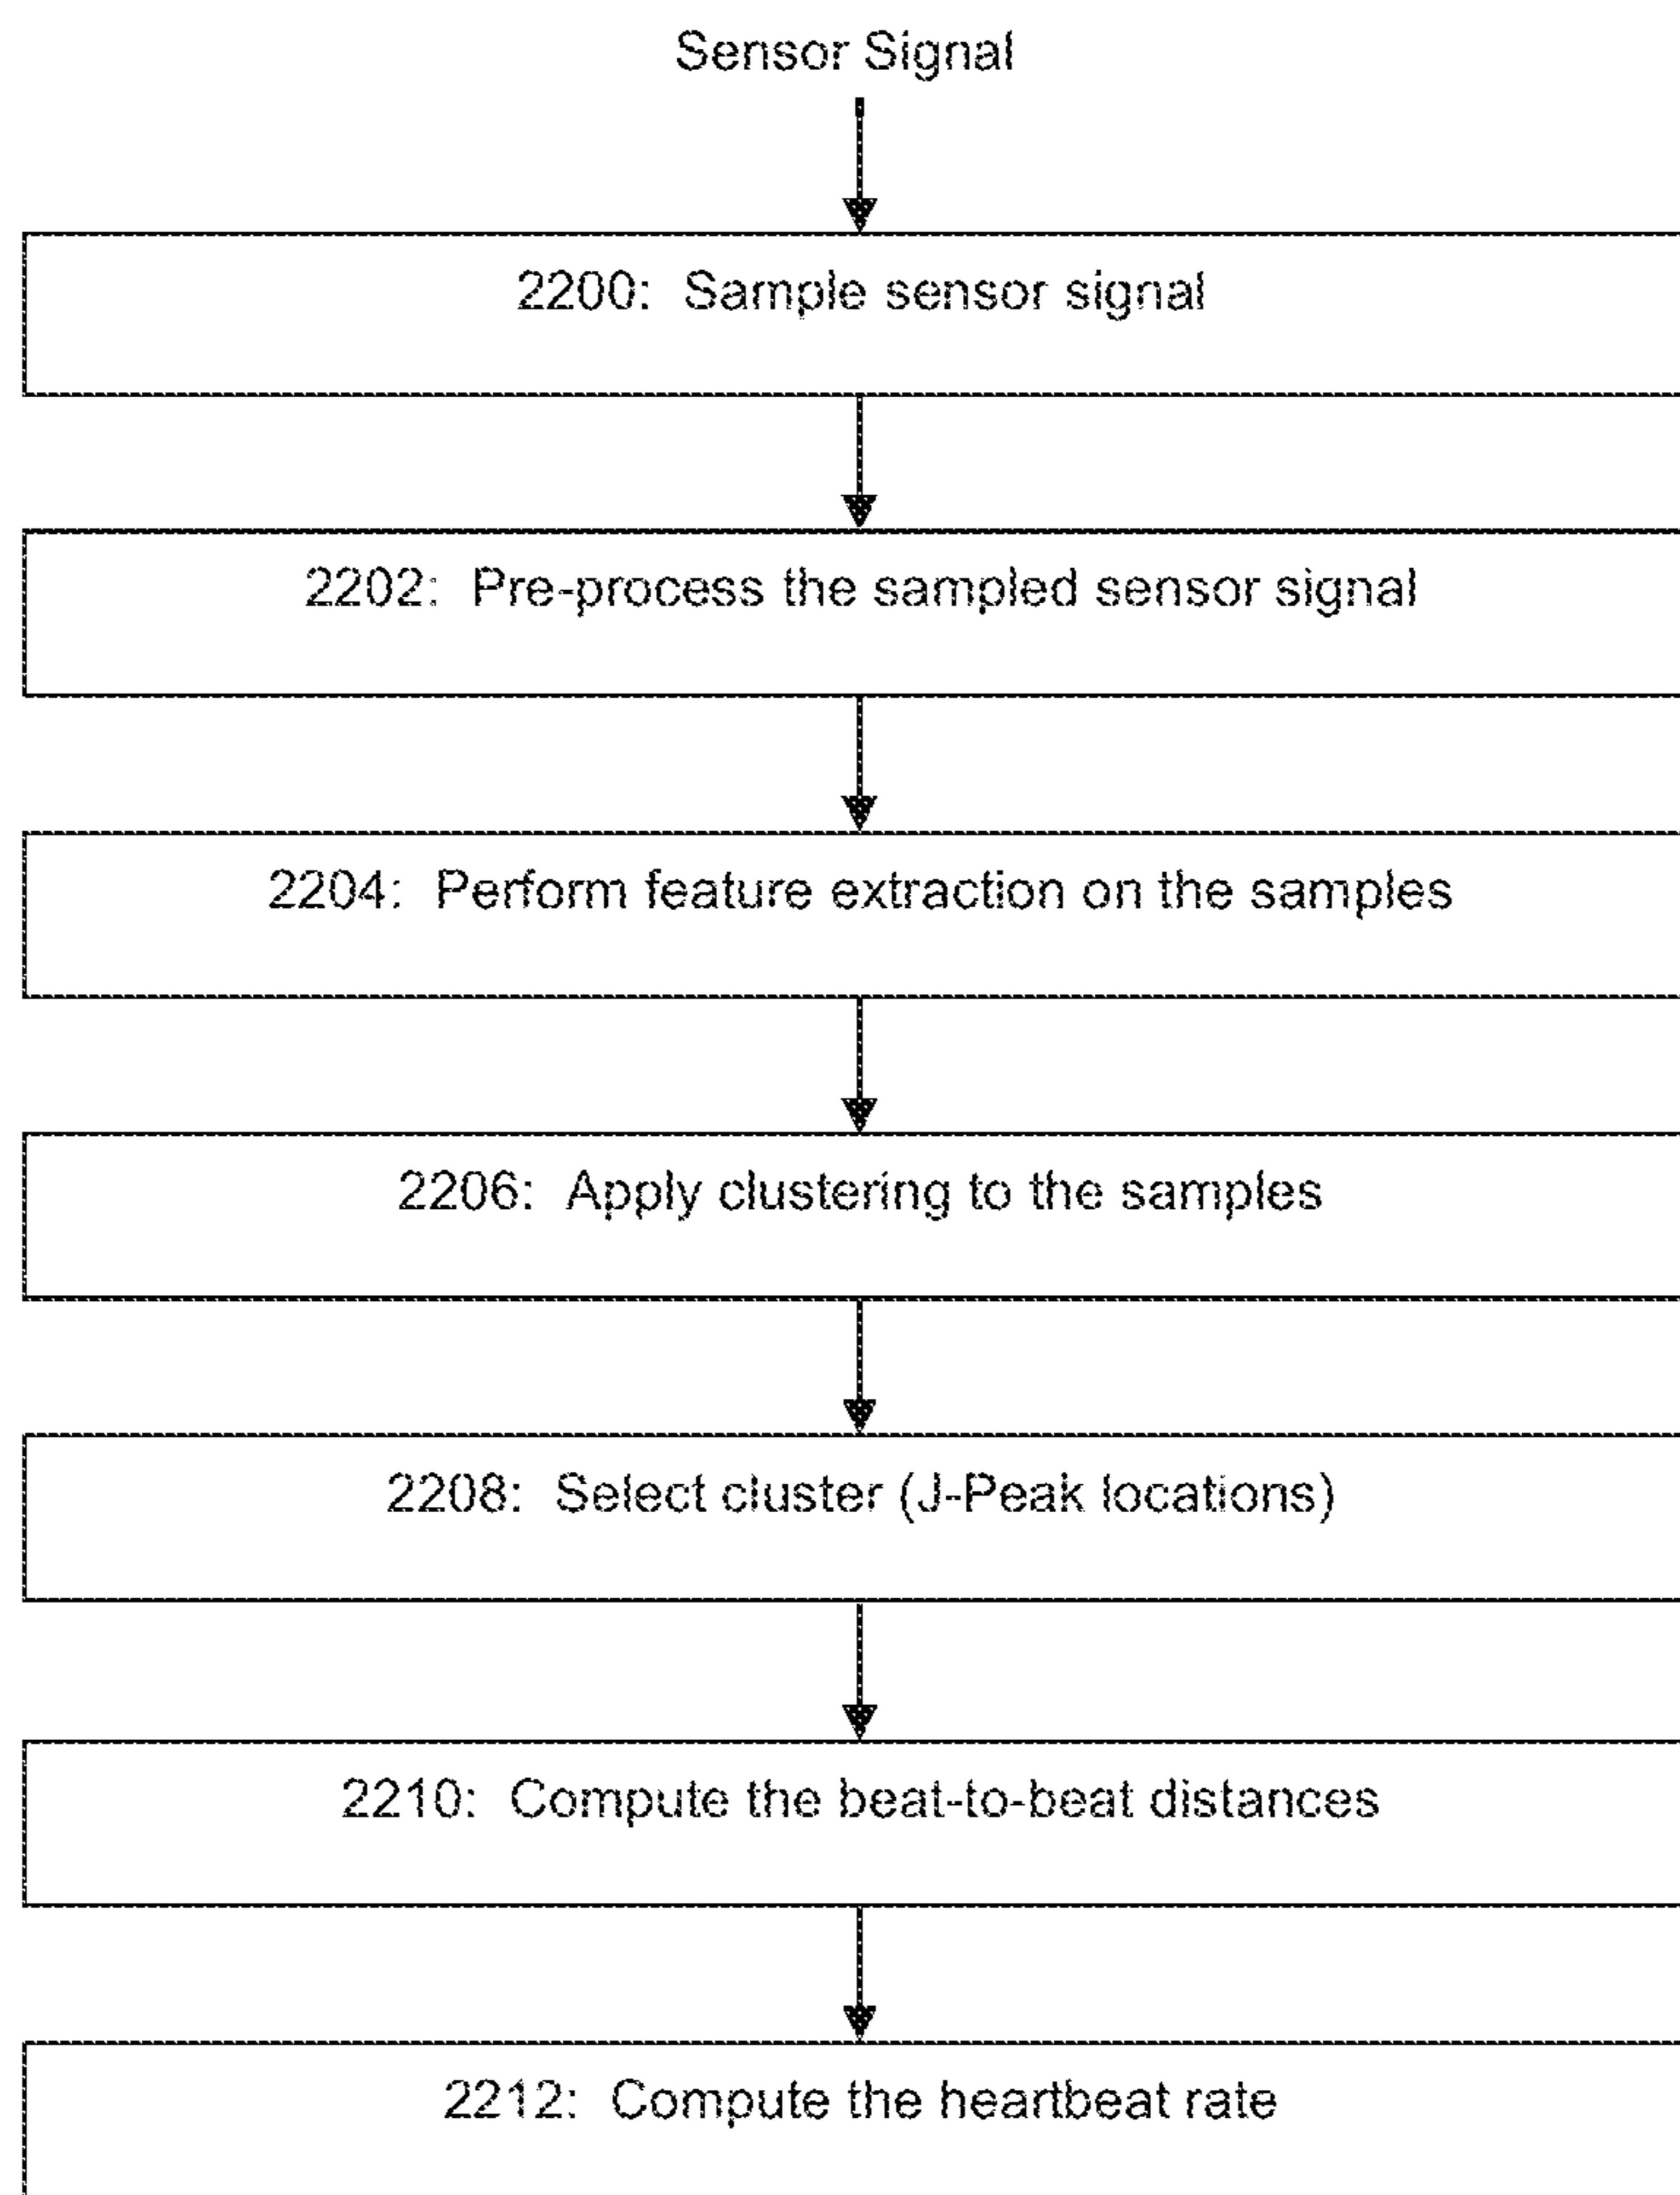 Sensor Signal
2200: Sample sensor signal
2202: Pre-process the sampled sensor signal
2204: Perform feature extraction on the samples
2206: Apply clustering to the samples
2208: Select cluster (J-Peak locations)
2210: Compute the beat-to-beat distances
2212: Compute the heartbeat rate